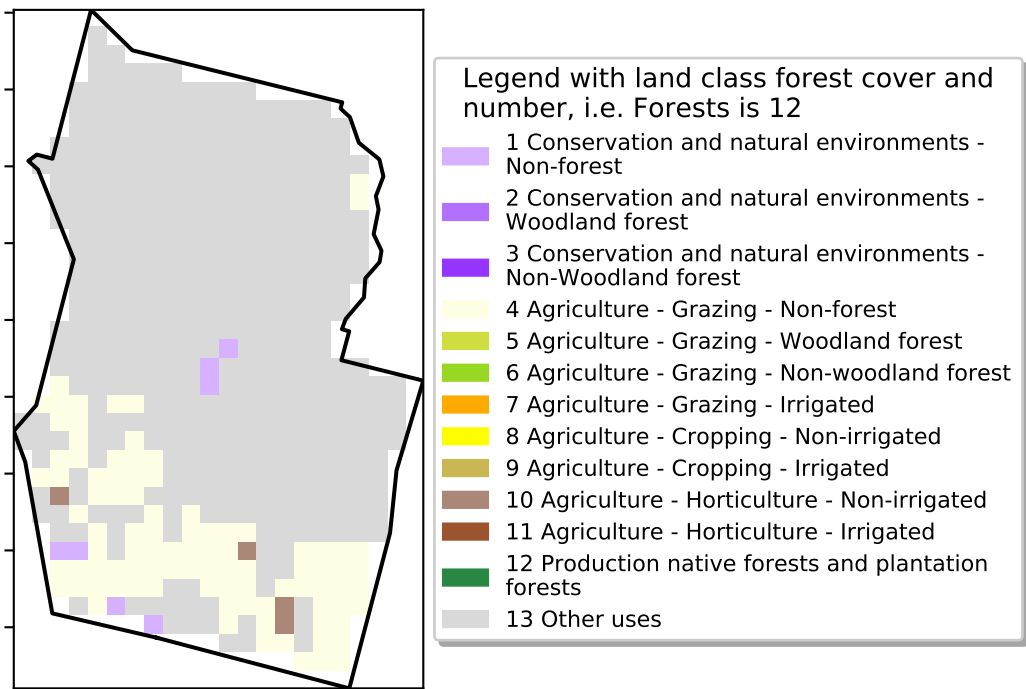 Legend with land class forest cover and
number, i.e. Forests is 12
1 Conservation and natural environments -
Non-forest
2 Conservation and natural environments -
Woodland forest
3 Conservation and natural environments -
Non-Woodland forest
4 Agriculture - Grazing - Non-forest
5 Agriculture - Grazing - Woodland forest
6 Agriculture - Grazing - Non-woodland forest
7 Agriculture - Grazing - Irrigated
8 Agriculture - Cropping - Non-irrigated
9 Agriculture - Cropping - Irrigated
10 Agriculture - Horticulture - Non-irrigated
11 Agriculture - Horticulture - Irrigated
12 Production native forests and plantation
forests
13 Other uses